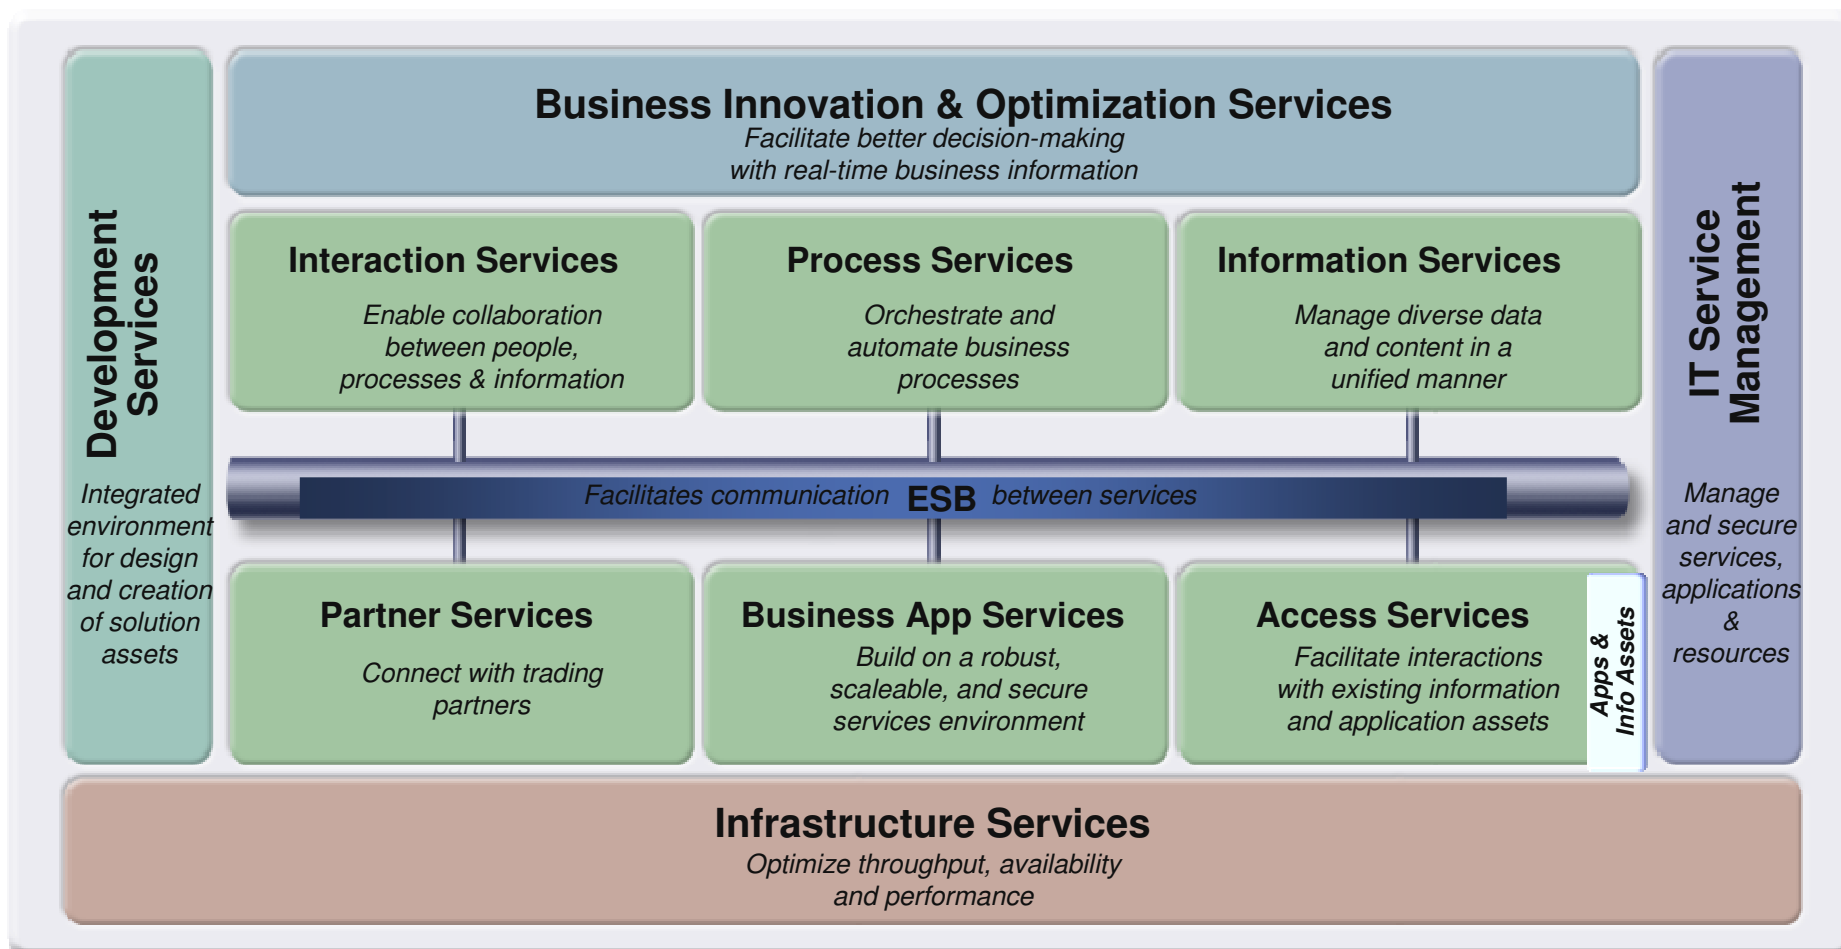 Business Innovation & Optimization Services
Facilitate better decision-making
with real-time business information
Development
Services
Integrated
environment
for design
and creation
of solution
assets
Interaction Services
Enable collaboration
between people,
processes & information
Process Services
Orchestrate and
automate business
processes
Information Services
Manage diverse data
and content in a
unified manner
IT Service
Management
Manage
and secure
services,
applications
&
resources
Facilitates communication ESB between services
Partner Services
Connect with trading
partners
Business App Services
Build on a robust,
scaleable, and secure
services environment
Access Services
Facilitate interactions
with existing information
and application assets
Apps &
Info Assets
Infrastructure Services
Optimize throughput, availability
and performance